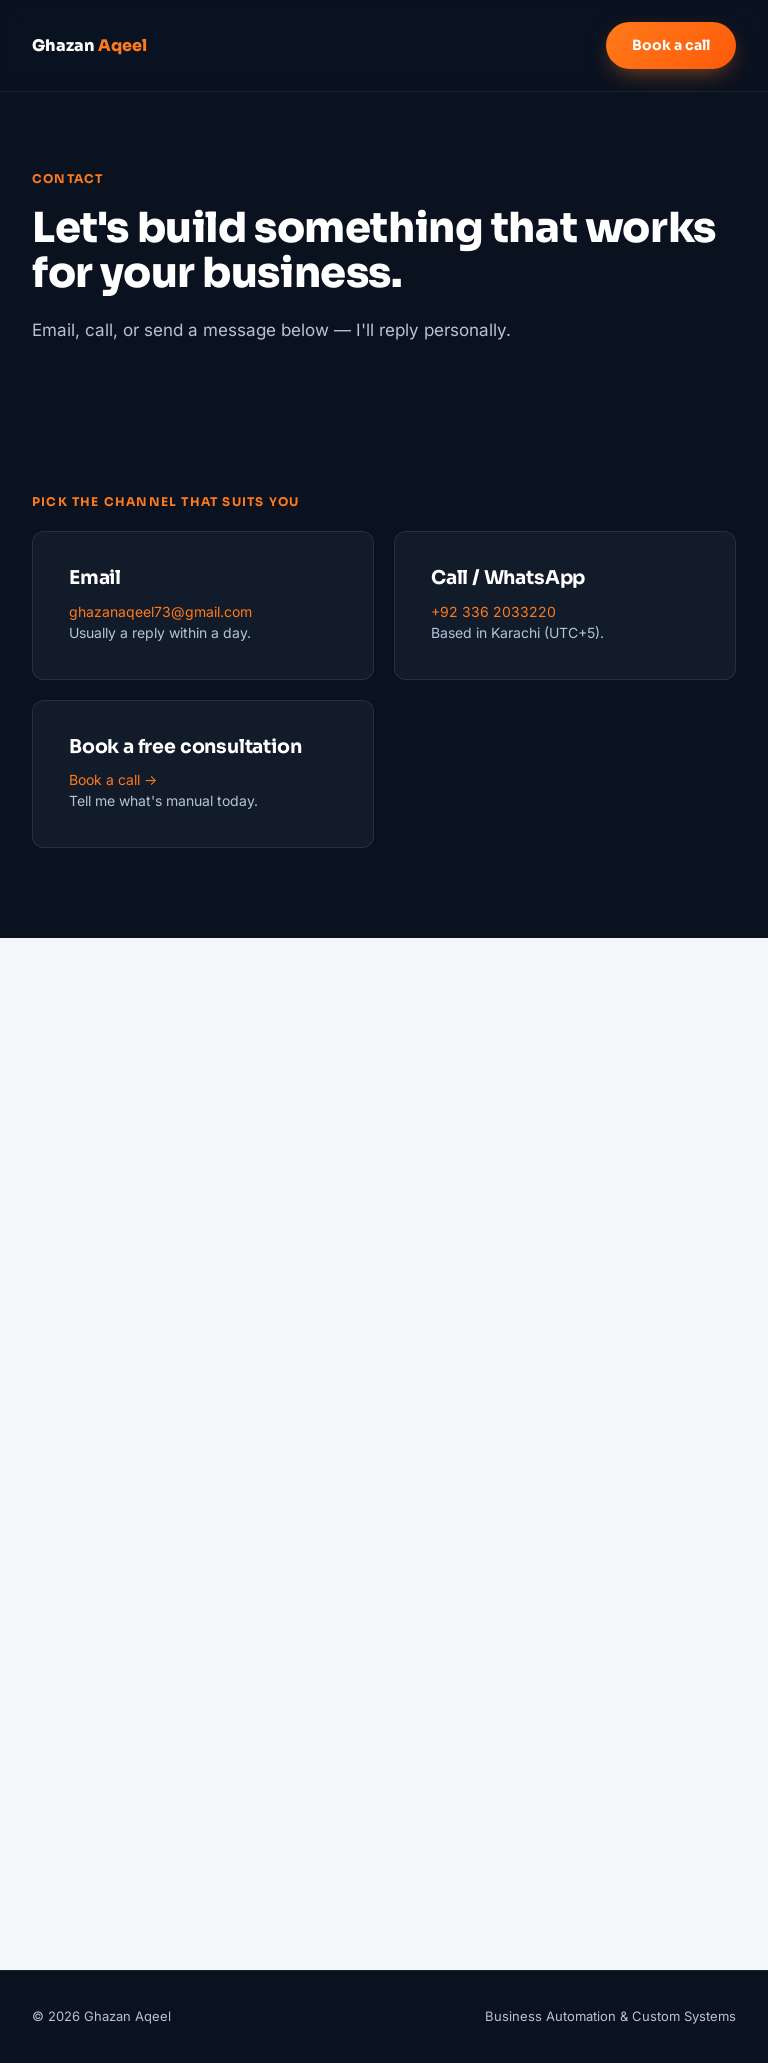 Ghazan Aqeel
Book a call
CONTACT
Let's build something that works
for your business.
Email, call, or send a message below — I'll reply personally.
PICK THE CHANNEL THAT SUITS YOU
Email
ghazanaqeel73@gmail.com
Usually a reply within a day.
Call / WhatsApp
+92 336 2033220
Based in Karachi (UTC+5).
Book a free consultation
Book a call →
Tell me what's manual today.
© 2026 Ghazan Aqeel
Business Automation & Custom Systems